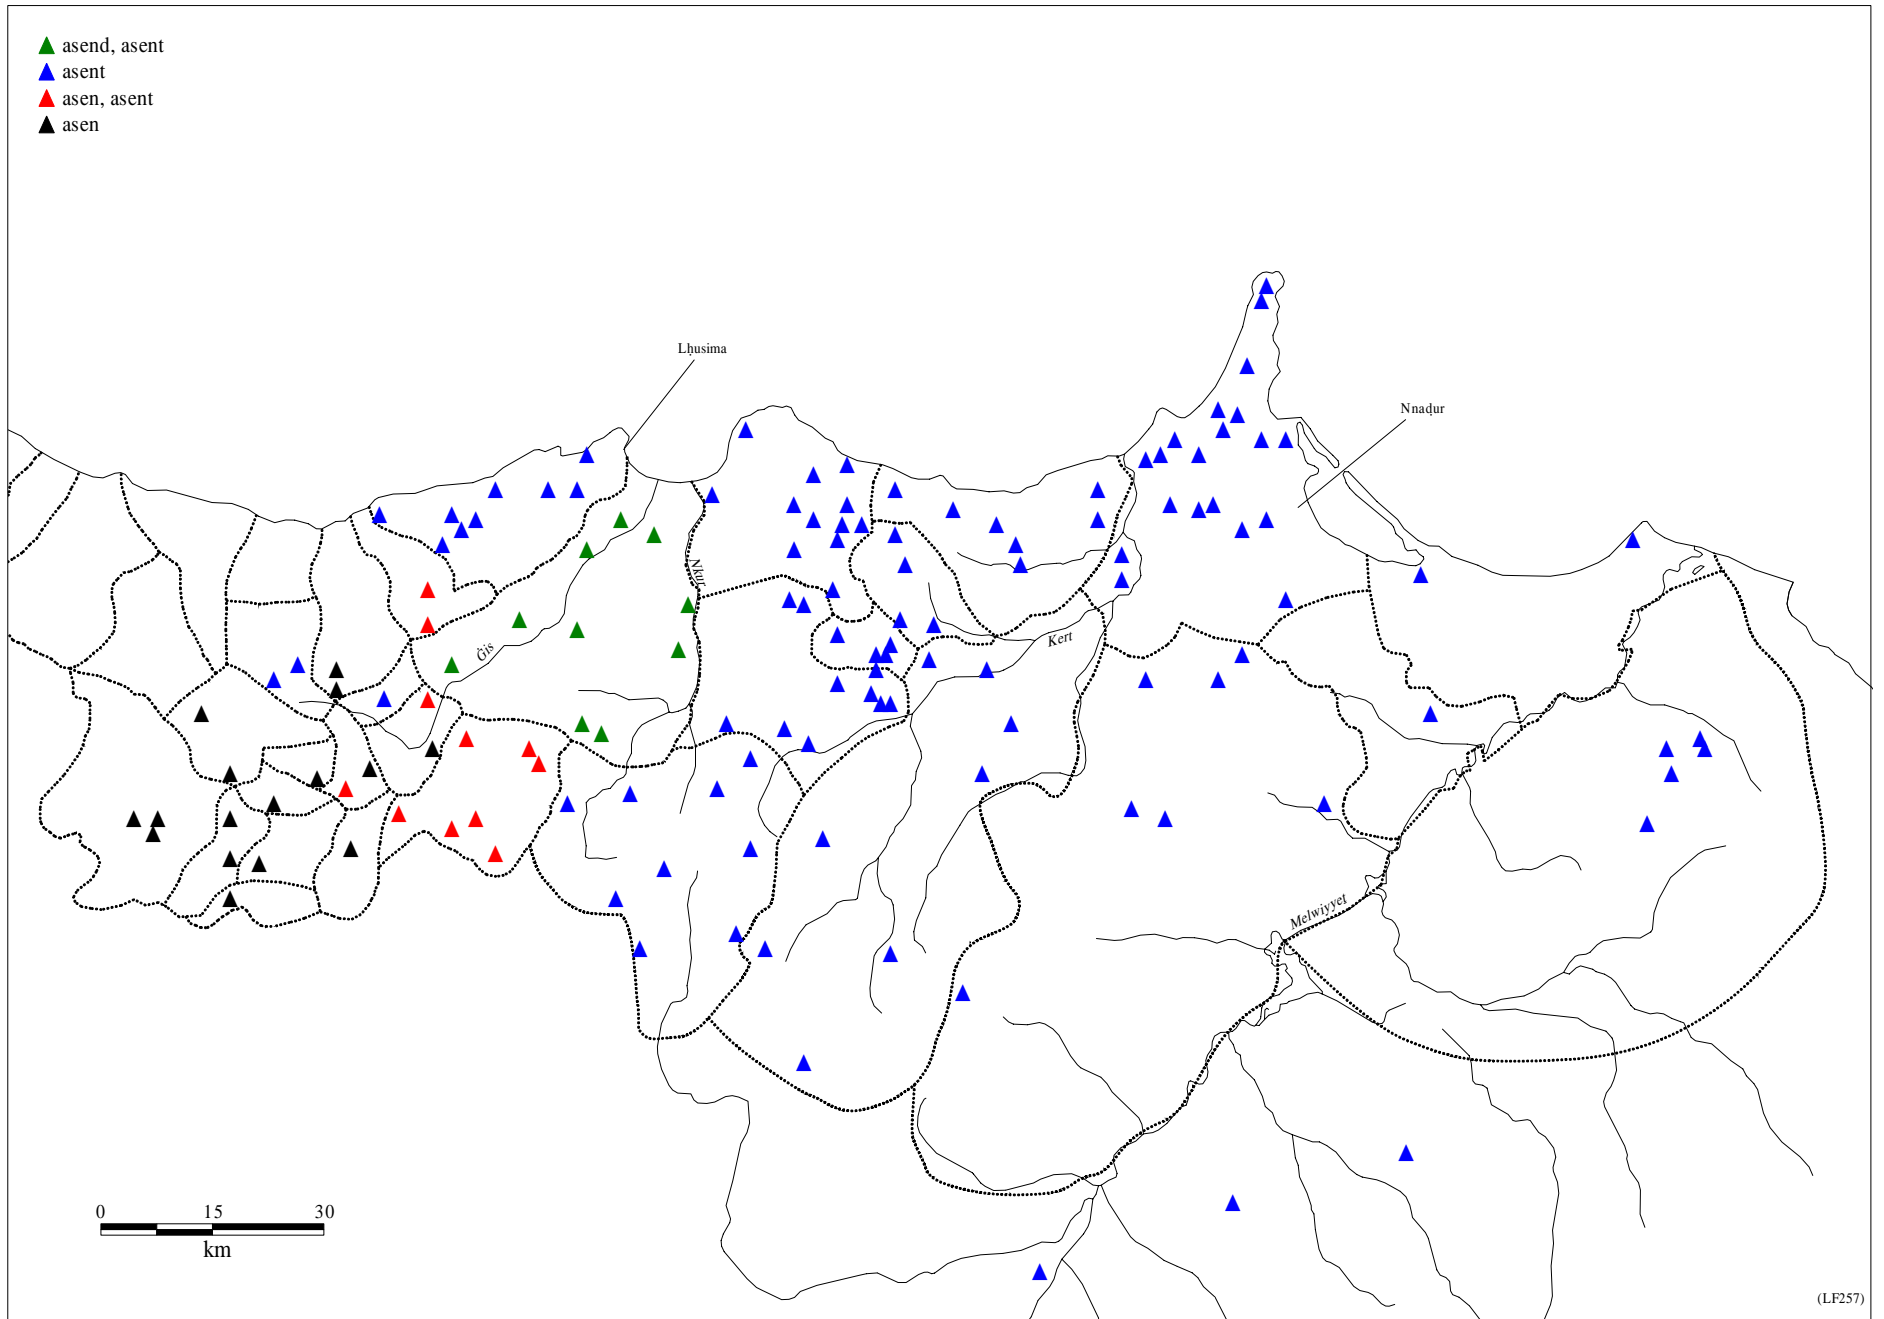 asend, asent
asent
asen, asent
asen
Lḥusima
Nnaḍur
Nkur
Ġis
Kert
Melwiyyet
0 15 30
km
(LF257)